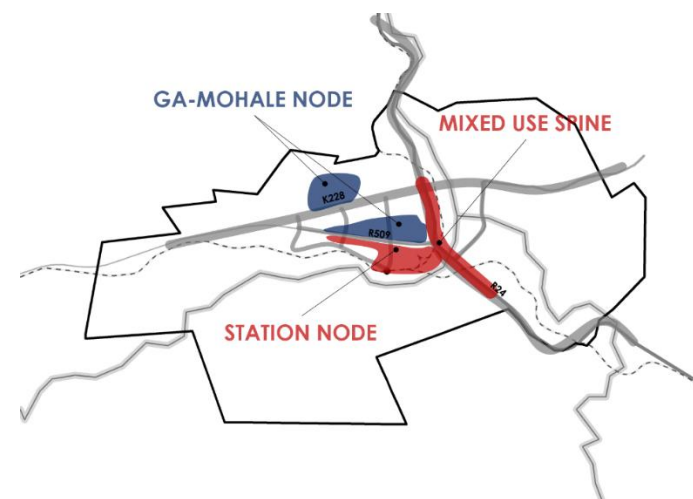 GA-MOHALE NODE
MIXED USE SPINE
K228
R509
R24
STATION NODE